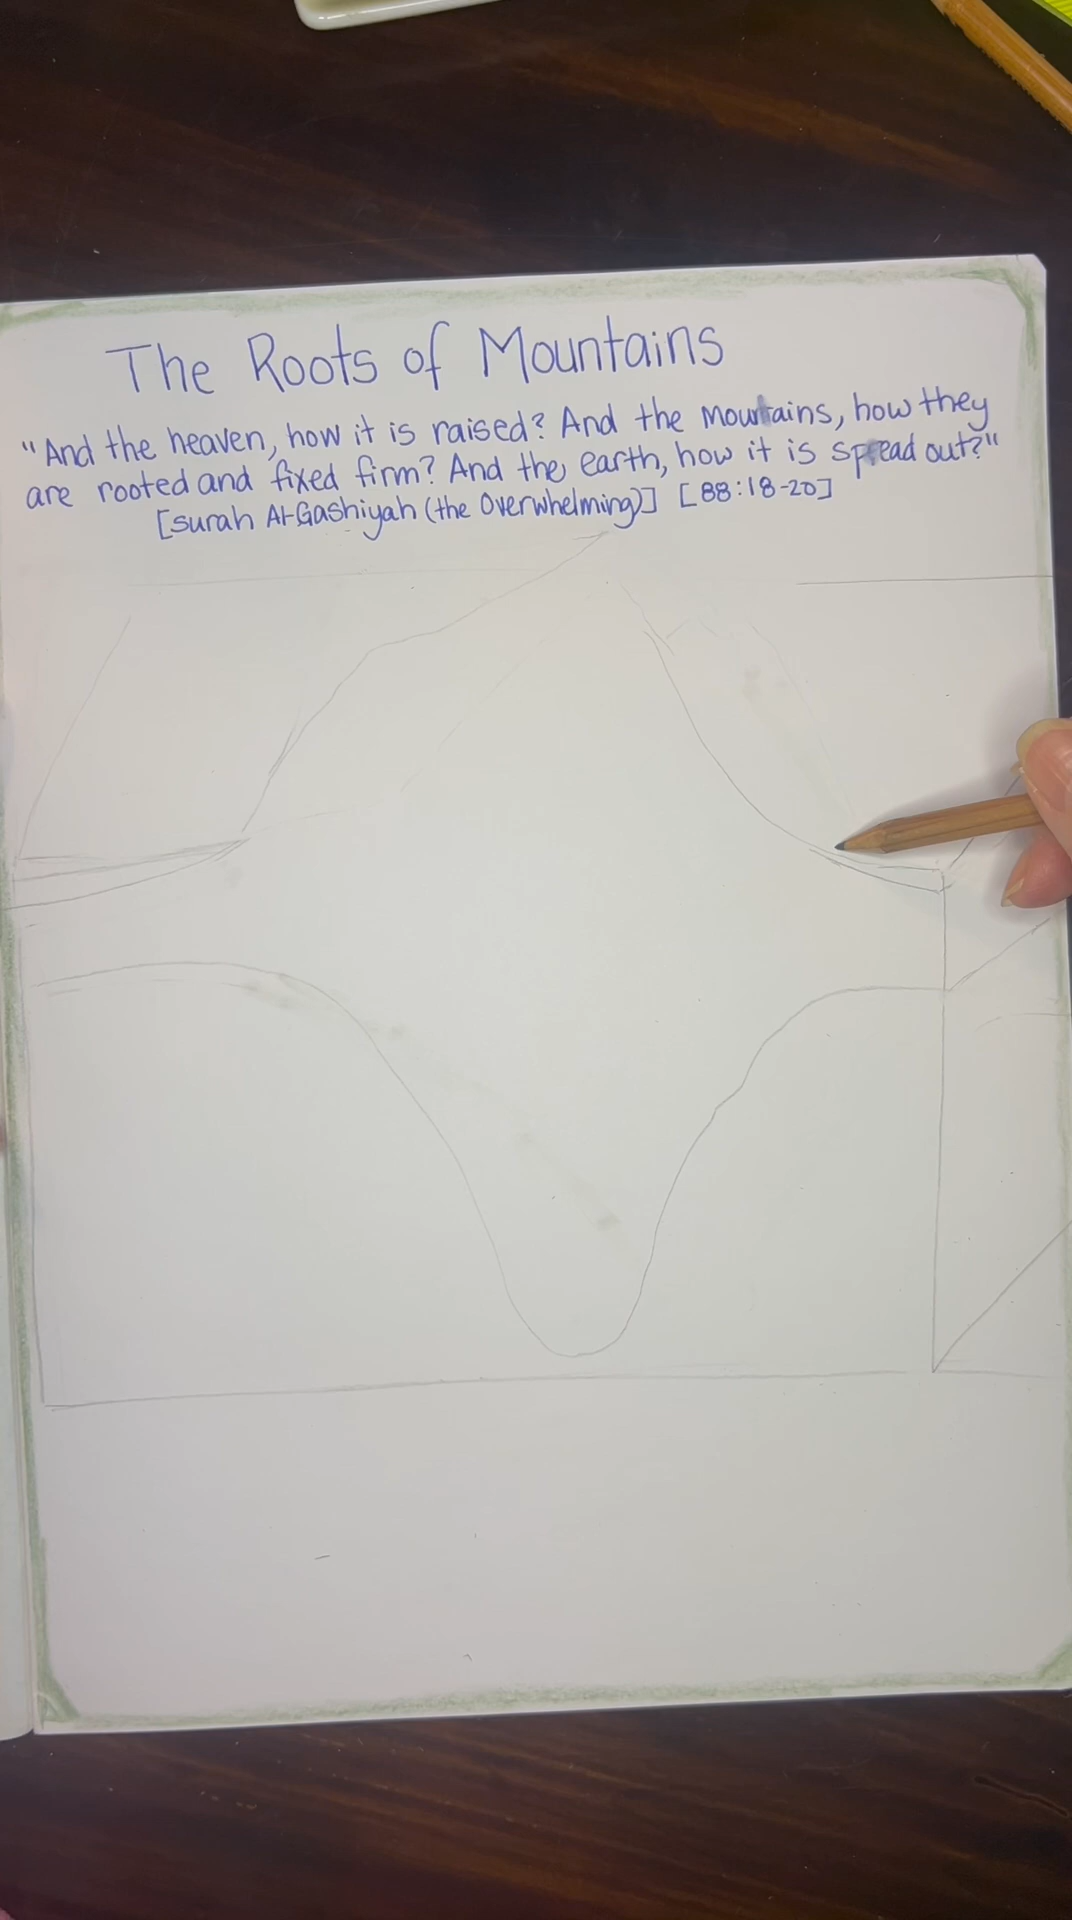 The Roots of Mountains
"And the heaven, how it is raised? And the mountains, how they
are rooted and fixed firm? And the earth, how it is spread out?"
[surah Al-Gashiyah (the Overwhelming)] [88:18-20]